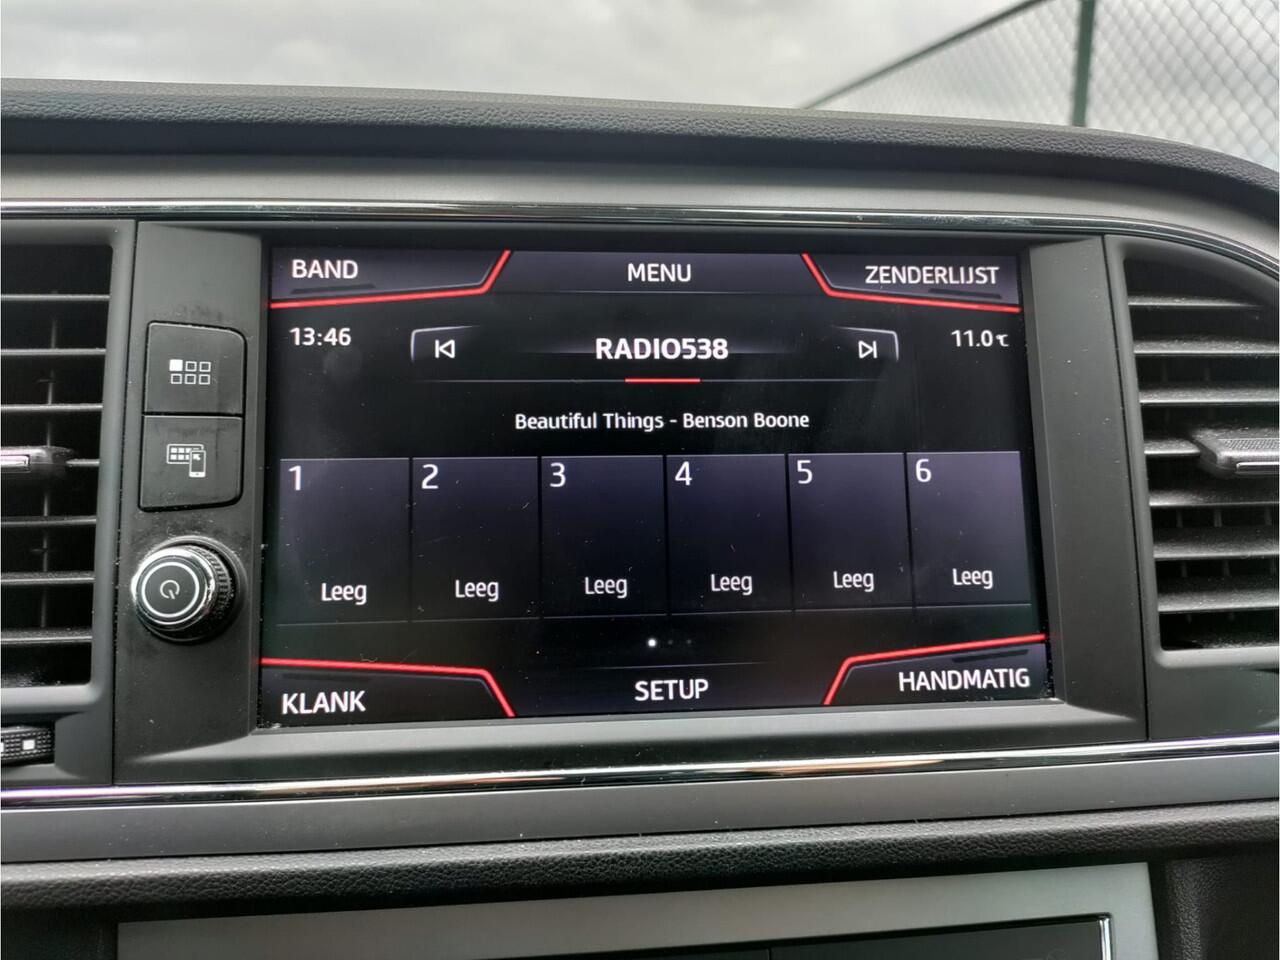 BAND MENU ZENDERLIJST
13:46 RADIO538 11.0°C
Beautiful Things - Benson Boone
1 2 3 4 5 6
Leeg Leeg Leeg Leeg Leeg Leeg
KLANK SETUP HANDMATIG